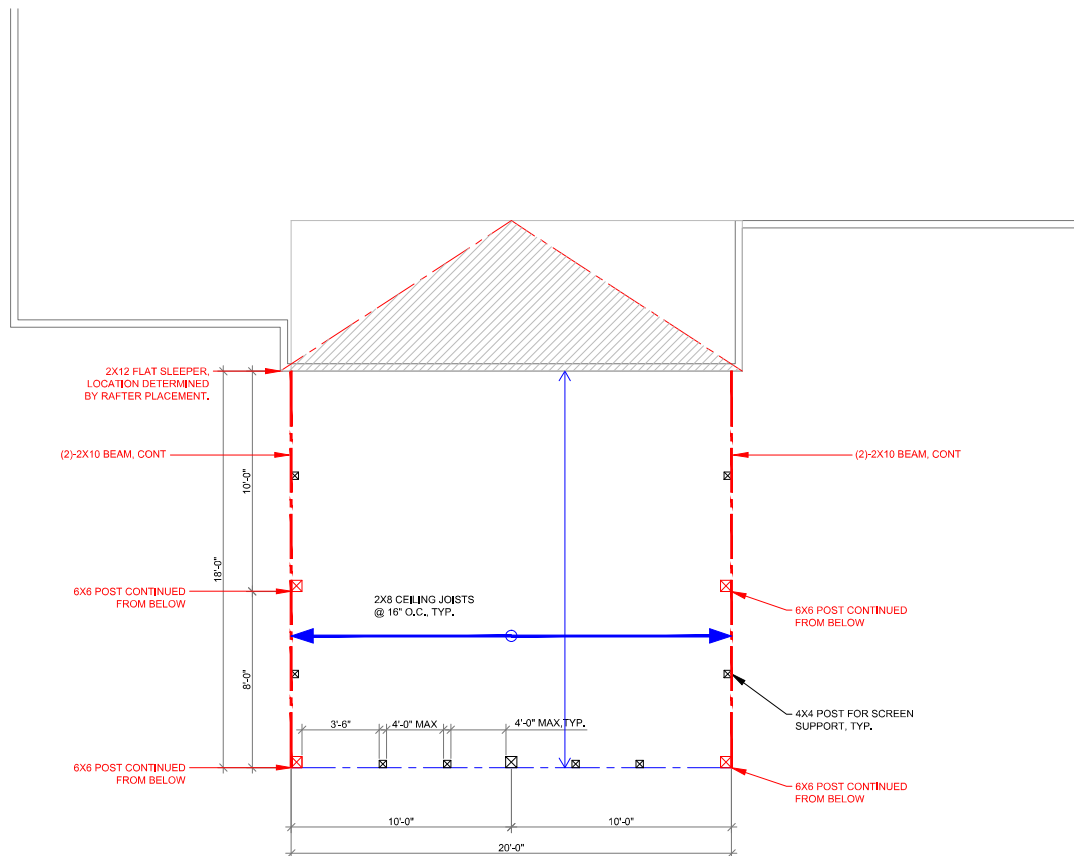 2X12 FLAT SLEEPER,
LOCATION DETERMINED
BY RAFTER PLACEMENT.
(2)-2X10 BEAM, CONT
(2)-2X10 BEAM, CONT
10'-0"
18'-0"
6X6 POST CONTINUED
FROM BELOW
2X8 CEILING JOISTS
@ 16" O.C., TYP.
6X6 POST CONTINUED
FROM BELOW
8'-0"
3'-6"
4'-0" MAX
4'-0" MAX,TYP.
4X4 POST FOR SCREEN
SUPPORT, TYP.
6X6 POST CONTINUED
FROM BELOW
6X6 POST CONTINUED
FROM BELOW
10'-0"
10'-0"
20'-0"